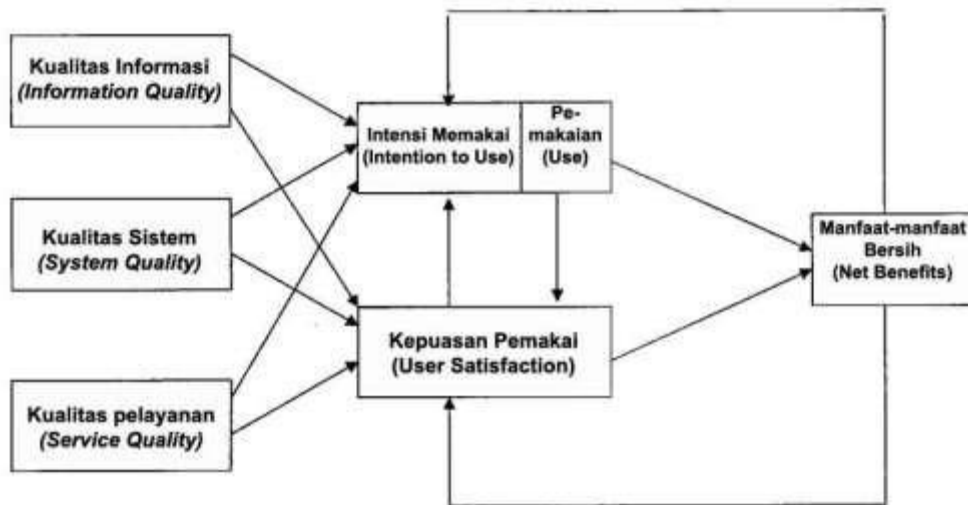 Kualitas Informasi
(Information Quality)
Intensi Memakai
(Intention to Use)
Pe-
makaian
(Use)
Kualitas Sistem
(System Quality)
Manfaat-manfaat
Bersih
(Net Benefits)
Kepuasan Pemakai
(User Satisfaction)
Kualitas pelayanan
(Service Quality)